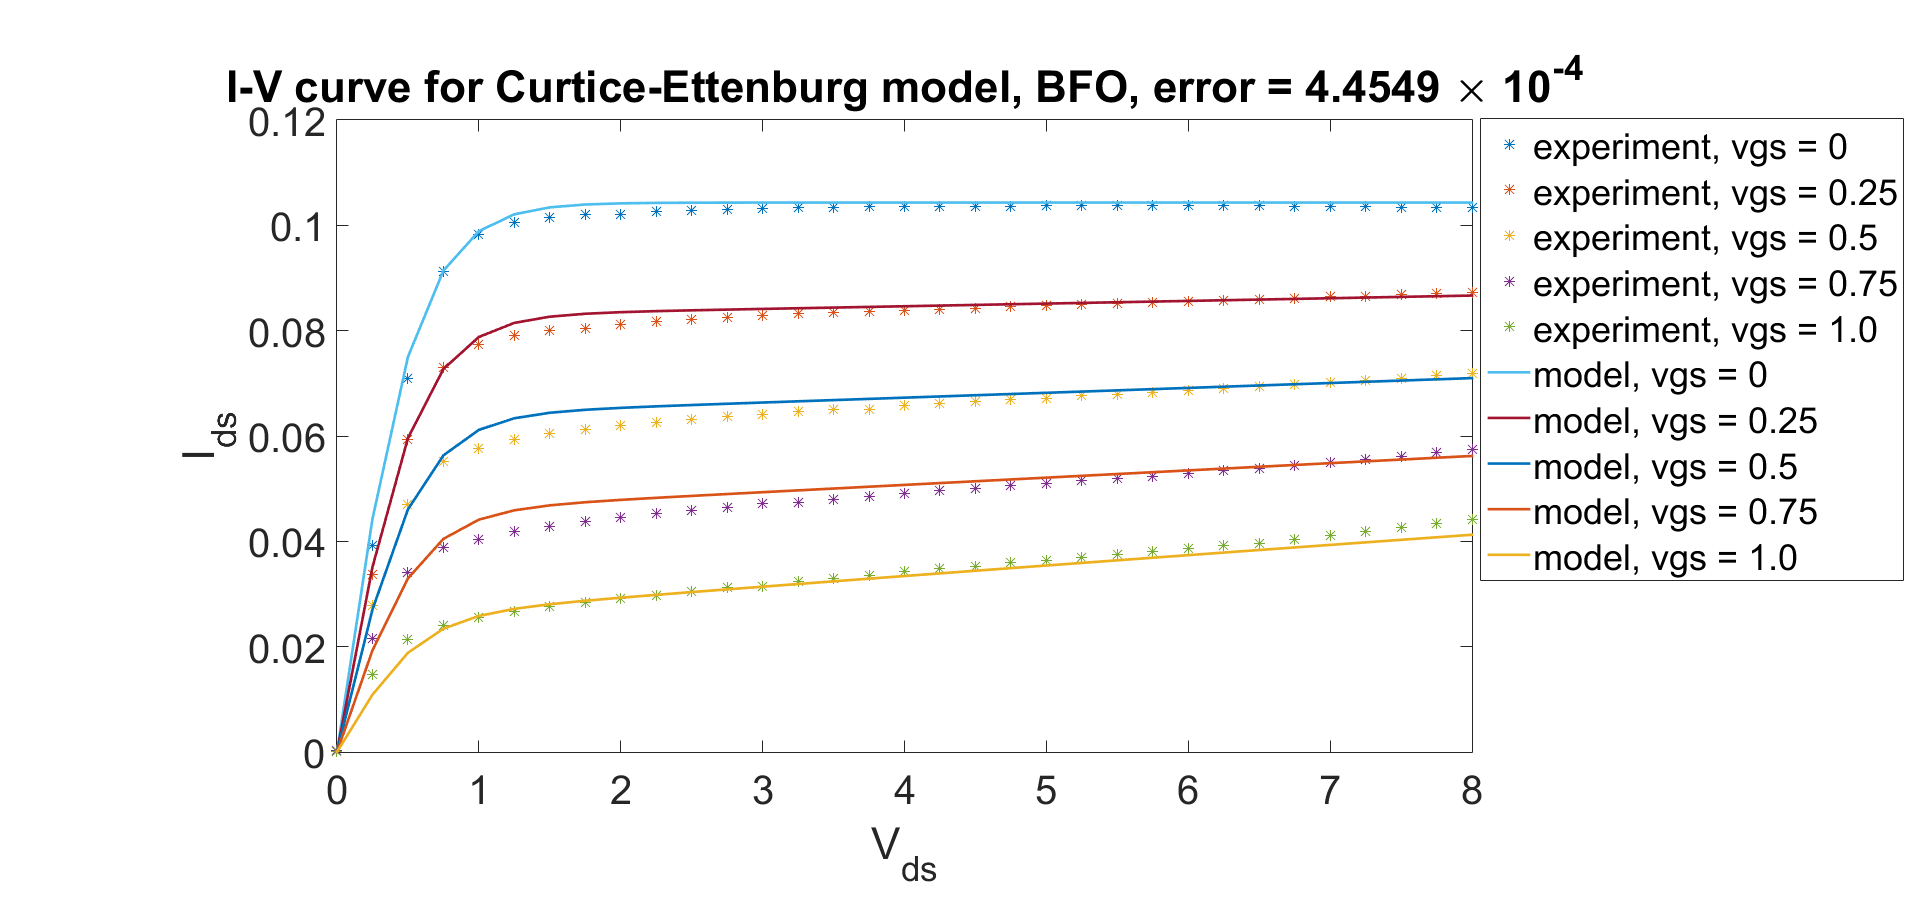 I-V curve for Curtice-Ettenburg model, BFO, error = 4.4549 × 10^-4
0.12
0.1
0.08
0.06
0.04
0.02
0
I_ds
0 1 2 3 4 5 6 7 8
V_ds
experiment, vgs = 0
experiment, vgs = 0.25
experiment, vgs = 0.5
experiment, vgs = 0.75
experiment, vgs = 1.0
model, vgs = 0
model, vgs = 0.25
model, vgs = 0.5
model, vgs = 0.75
model, vgs = 1.0